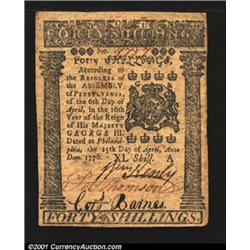 FORTY SHILLINGS.
No.
FORTY SHILLINGS.
According to
the RESOLVES of
the ASSEMBLY
of PENNSYLVANIA,
of the 6th Day of
April, in the 16th
Year of the Reign
of HIS MAJESTY
GEORGE III.
Dated at Philadel-
phia, the 25th Day of April, Anno
Dom. 1776. XL Shill. A
FORTY SHILLINGS.
©2001 CurrencyAuction.com